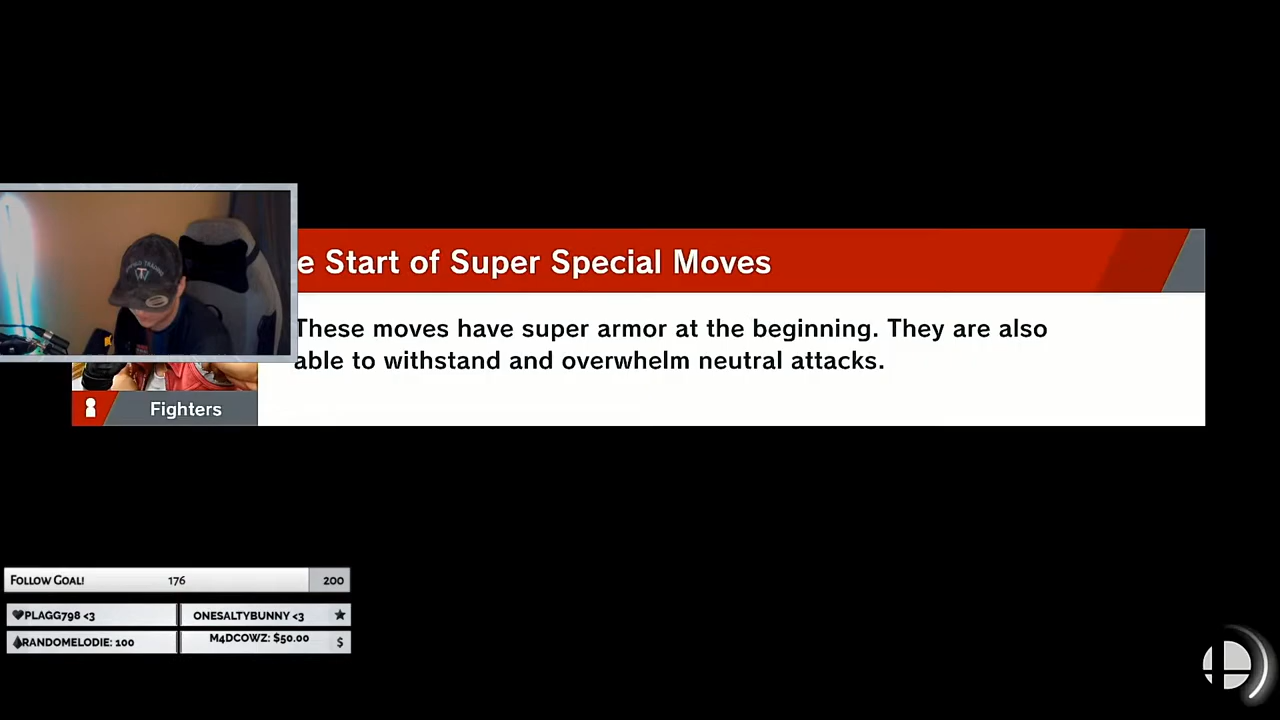 e Start of Super Special Moves
These moves have super armor at the beginning. They are also
able to withstand and overwhelm neutral attacks.
Fighters
FOLLOW GOAL! 176 200
PLAGG798 <3 ONESALTYBUNNY <3
RANDOMELODIE: 100 M4DCOWZ: $50.00 $